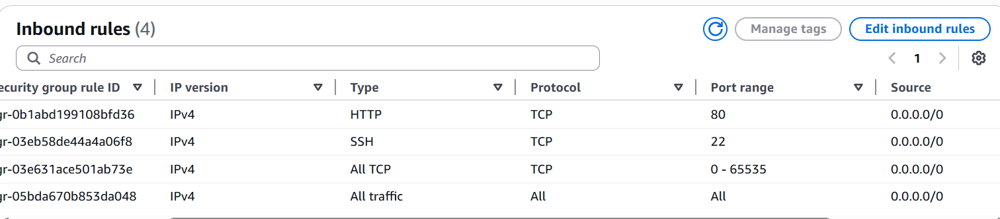 Inbound rules (4)
Manage tags
Edit inbound rules
Search
1
ecurity group rule ID IP version Type Protocol Port range Source
gr-0b1abd199108bfd36 IPv4 HTTP TCP 80 0.0.0.0/0
gr-03eb58de44a4a06f8 IPv4 SSH TCP 22 0.0.0.0/0
gr-03e631ace501ab73e IPv4 All TCP TCP 0 - 65535 0.0.0.0/0
gr-05bda670b853da048 IPv4 All traffic All All 0.0.0.0/0